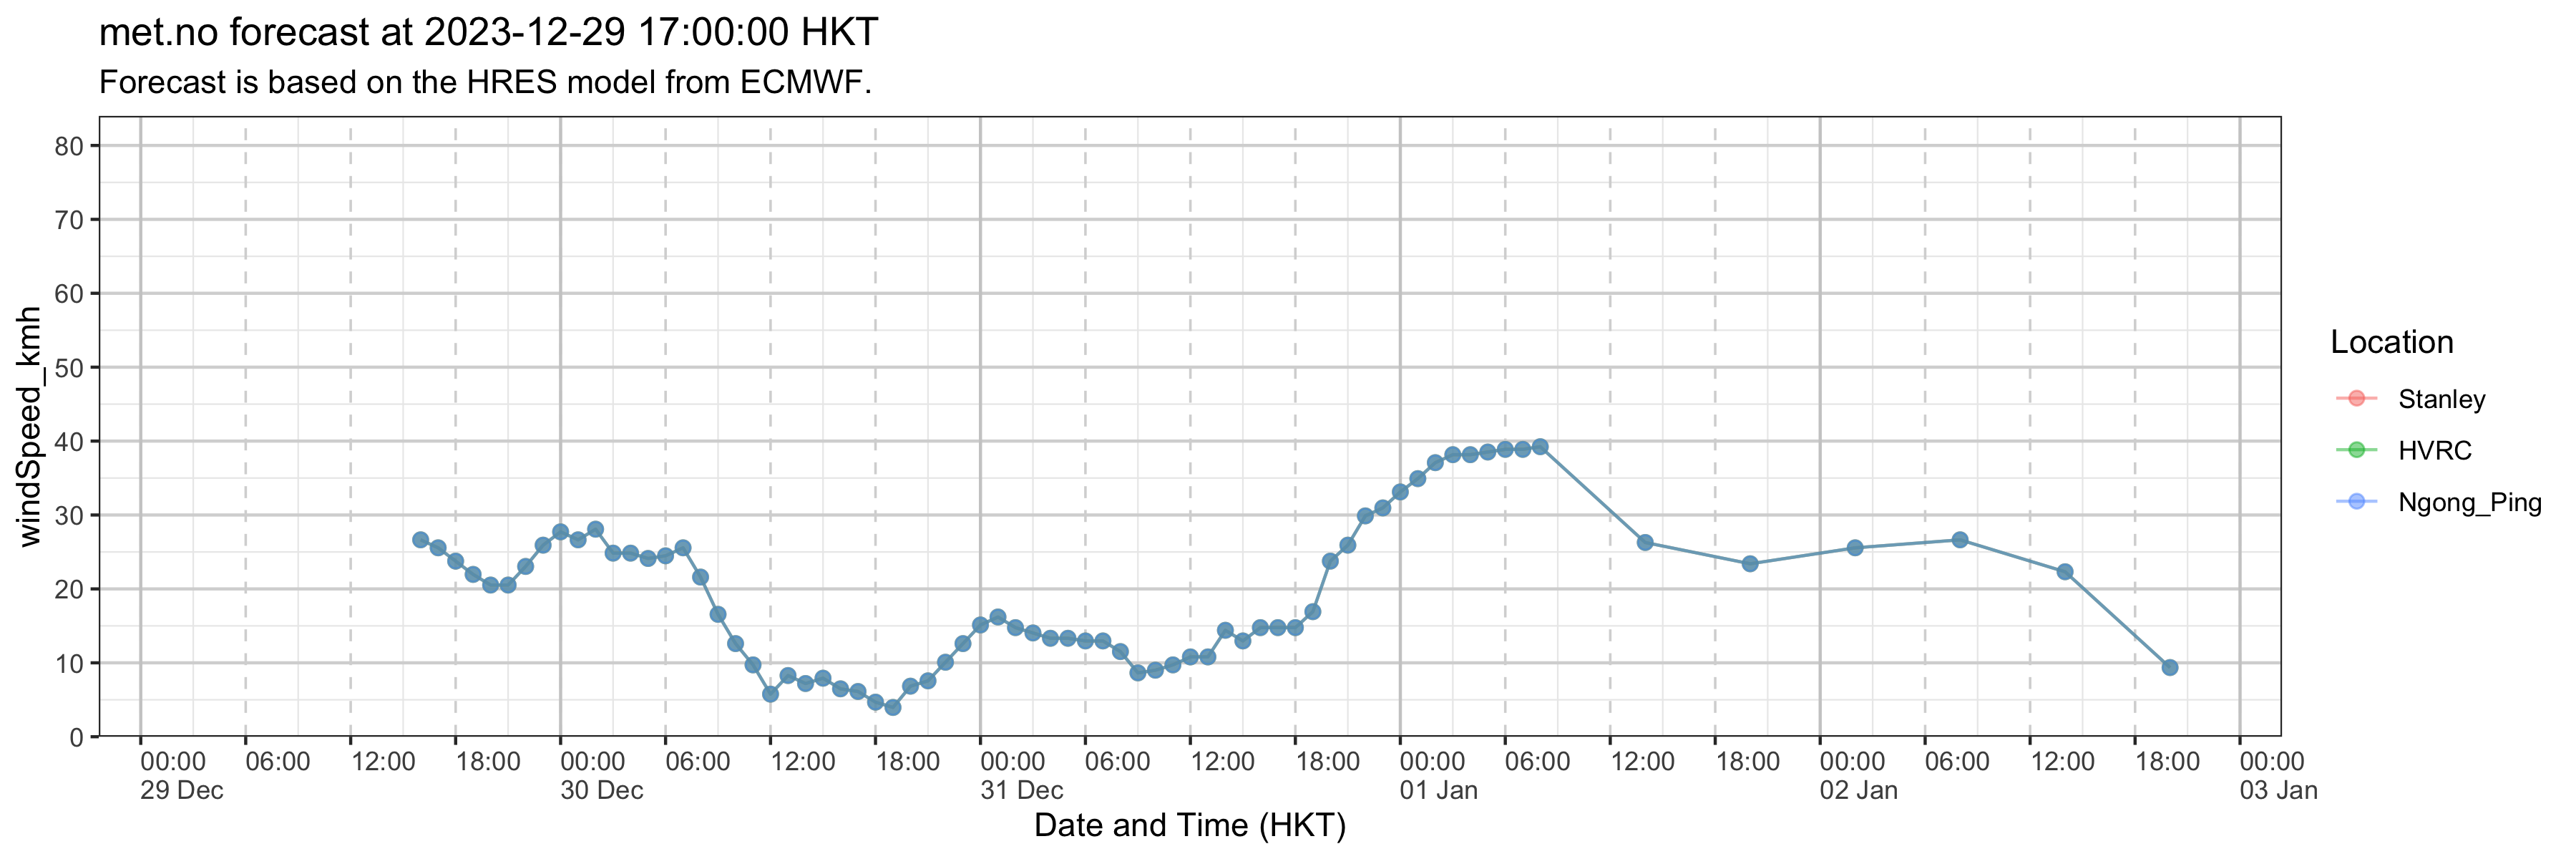 met.no forecast at 2023-12-29 17:00:00 HKT
Forecast is based on the HRES model from ECMWF.
windSpeed_kmh
80
70
60
50
40
30
20
10
0
00:00 06:00 12:00 18:00 00:00 06:00 12:00 18:00 00:00 06:00 12:00 18:00 00:00 06:00 12:00 18:00 00:00 06:00 12:00 18:00 00:00
29 Dec 30 Dec 31 Dec 01 Jan 02 Jan 03 Jan
Date and Time (HKT)
Location
Stanley
HVRC
Ngong_Ping